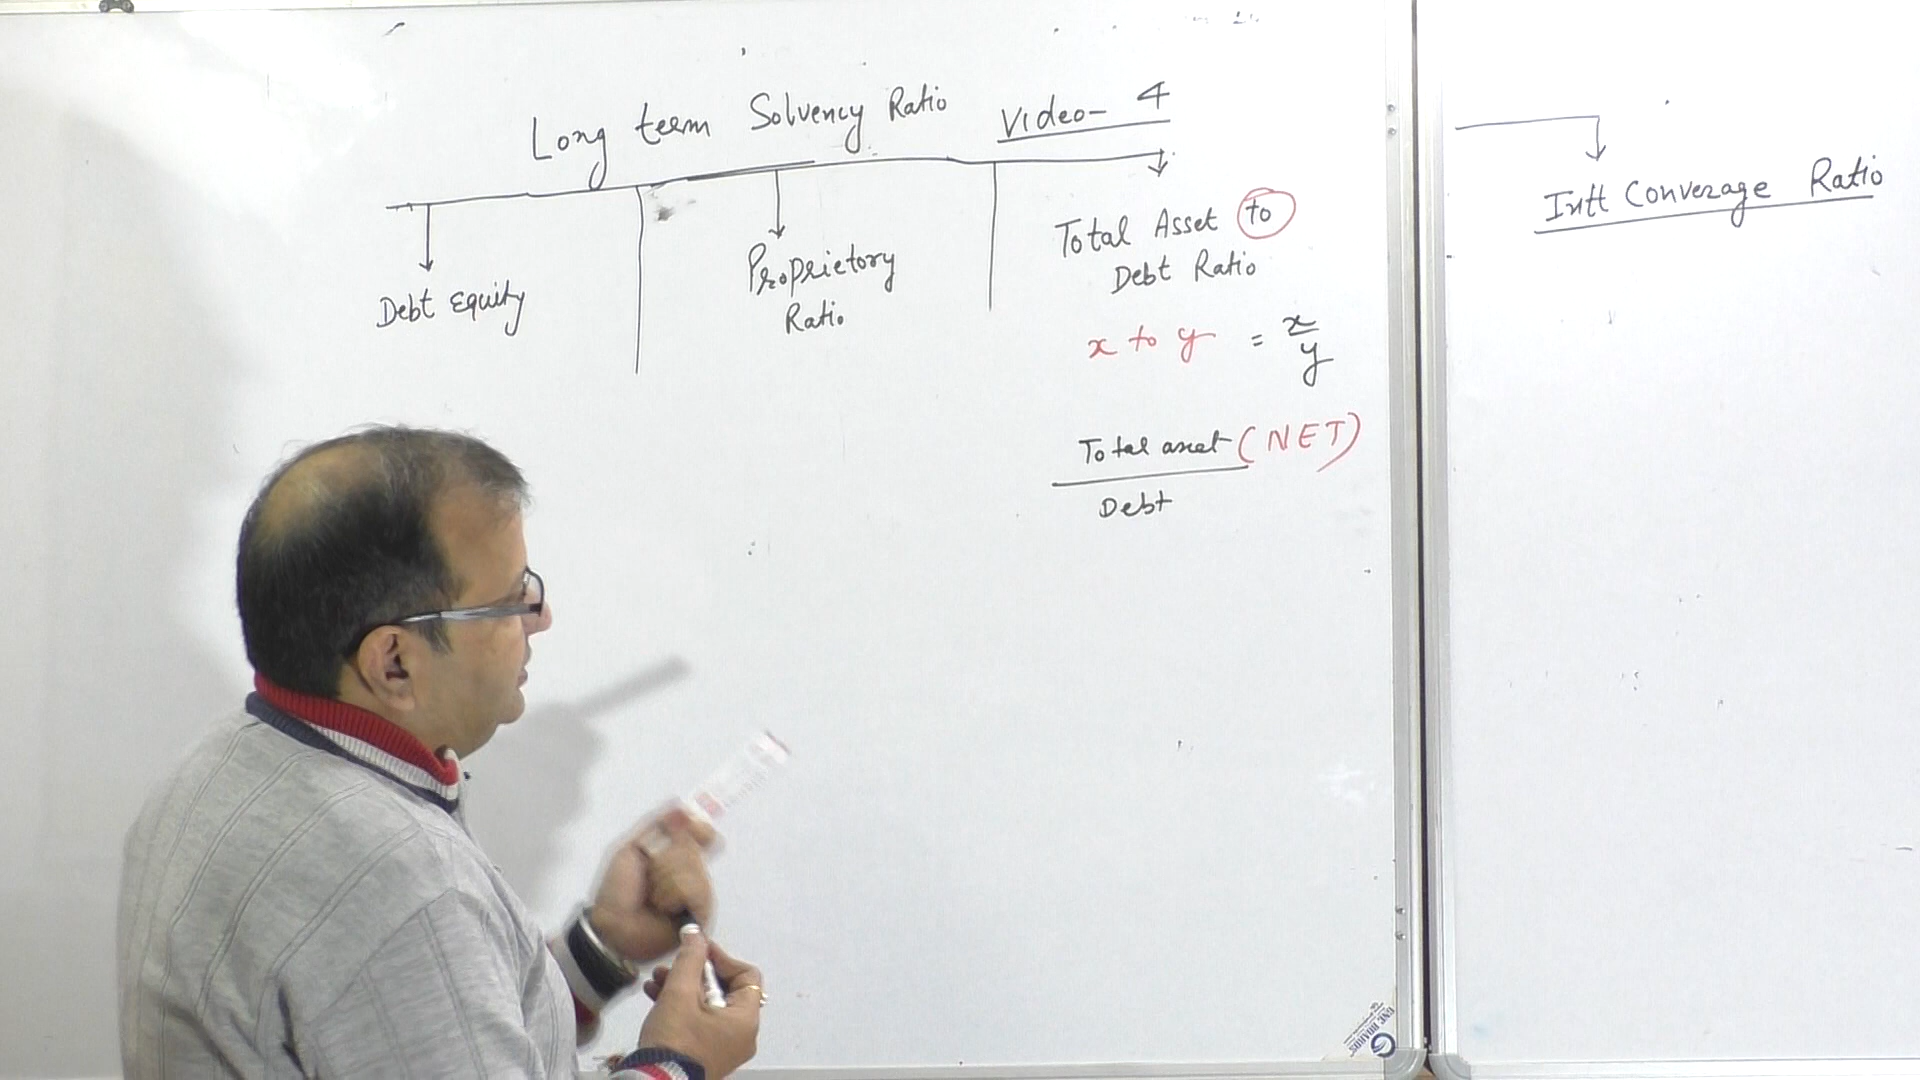 Long term Solvency Ratio Video- 4
Debt Equity
Proprietory
Ratio
Total Asset to
Debt Ratio
x to y = x/y
Total asset (NET)
Debt
Intt Converage Ratio